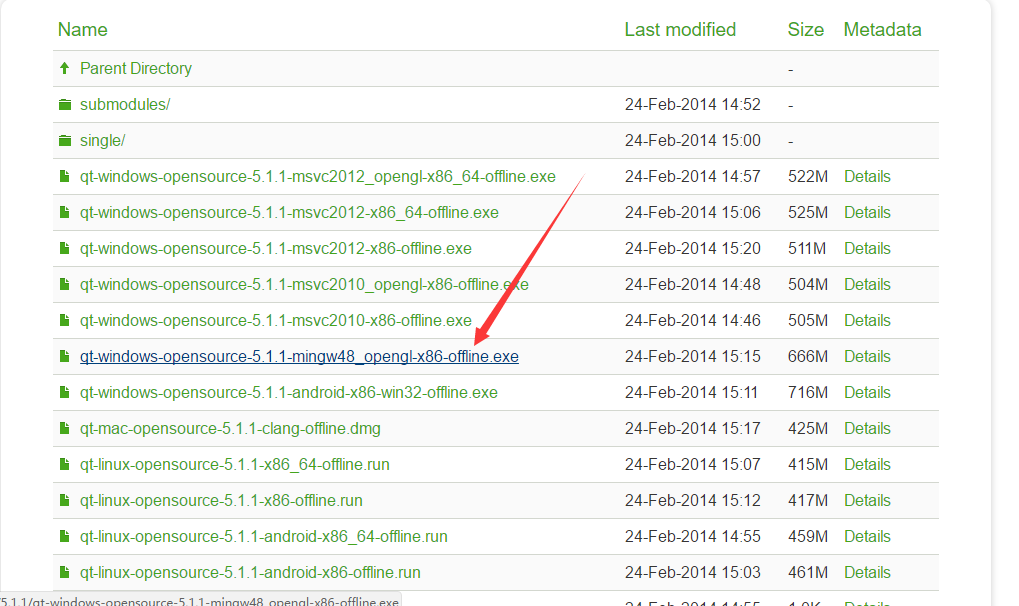 Name Last modified Size Metadata
Parent Directory -
submodules/ 24-Feb-2014 14:52 -
single/ 24-Feb-2014 15:00 -
qt-windows-opensource-5.1.1-msvc2012_opengl-x86_64-offline.exe 24-Feb-2014 14:57 522M Details
qt-windows-opensource-5.1.1-msvc2012-x86_64-offline.exe 24-Feb-2014 15:06 525M Details
qt-windows-opensource-5.1.1-msvc2012-x86-offline.exe 24-Feb-2014 15:20 511M Details
qt-windows-opensource-5.1.1-msvc2010_opengl-x86-offline.exe 24-Feb-2014 14:48 504M Details
qt-windows-opensource-5.1.1-msvc2010-x86-offline.exe 24-Feb-2014 14:46 505M Details
qt-windows-opensource-5.1.1-mingw48_opengl-x86-offline.exe 24-Feb-2014 15:15 666M Details
qt-windows-opensource-5.1.1-android-x86-win32-offline.exe 24-Feb-2014 15:11 716M Details
qt-mac-opensource-5.1.1-clang-offline.dmg 24-Feb-2014 15:17 425M Details
qt-linux-opensource-5.1.1-x86_64-offline.run 24-Feb-2014 15:07 415M Details
qt-linux-opensource-5.1.1-x86-offline.run 24-Feb-2014 15:12 417M Details
qt-linux-opensource-5.1.1-android-x86_64-offline.run 24-Feb-2014 14:55 459M Details
qt-linux-opensource-5.1.1-android-x86-offline.run 24-Feb-2014 15:03 461M Details
/5.1.1/qt-windows-opensource-5.1.1-mingw48_opengl-x86-offline.exe